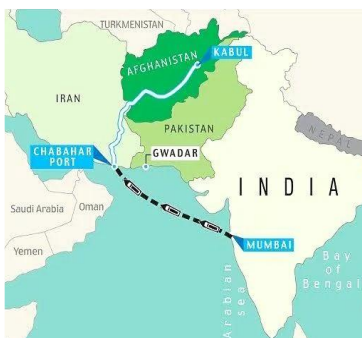 TURKMENISTAN
AFGHANISTAN
KABUL
IRAN
PAKISTAN
NEPAL
CHABAHAR
PORT
GWADAR
INDIA
Saudi Arabia
Oman
MUMBAI
Yemen
Arabian
sea
Bay
of
Bengal